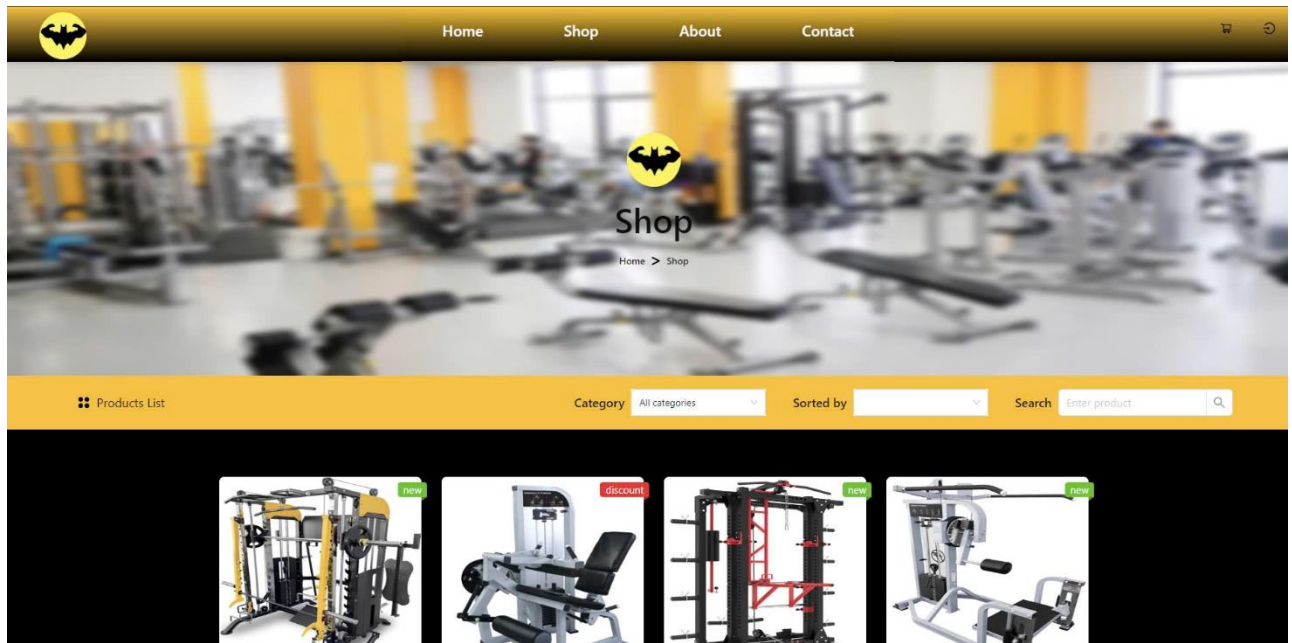 Home Shop About Contact
Shop
Home > Shop
Products List Category All categories Sorted by Search Enter product
new discount new new